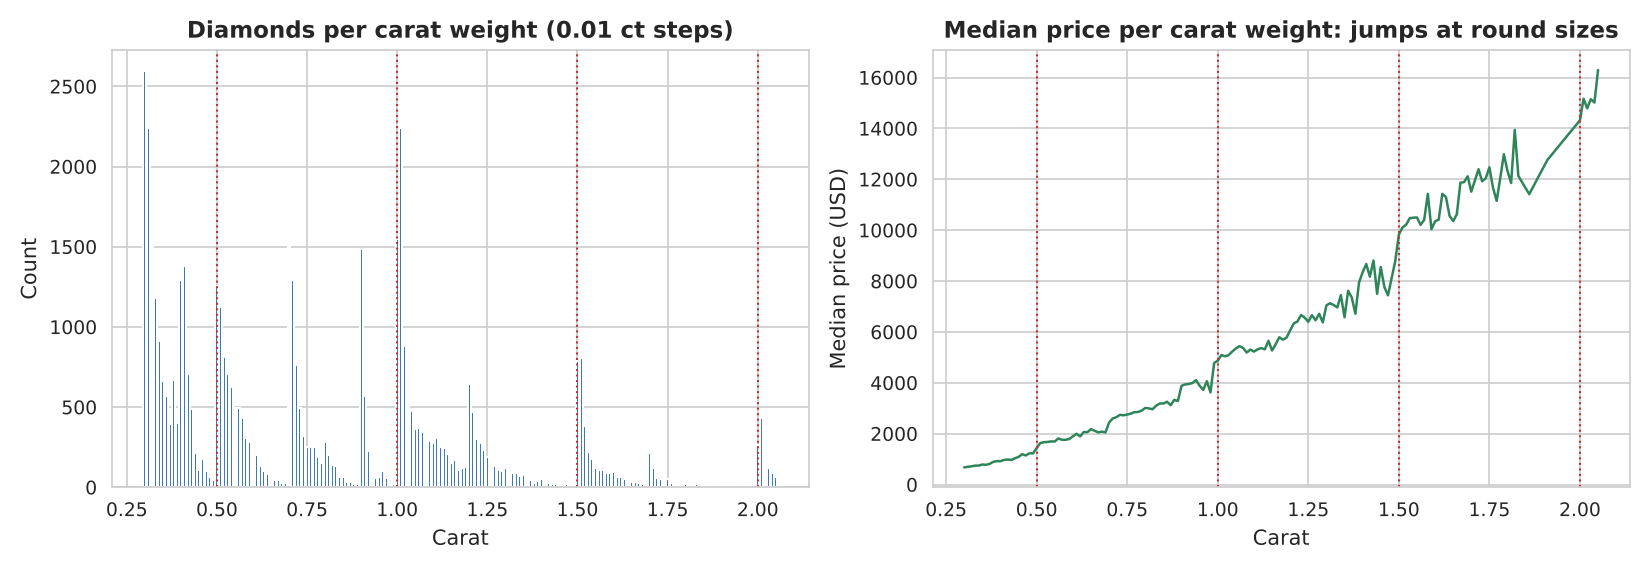 Diamonds per carat weight (0.01 ct steps)
Count
2500
2000
1500
1000
500
0
0.25 0.50 0.75 1.00 1.25 1.50 1.75 2.00
Carat
Median price per carat weight: jumps at round sizes
Median price (USD)
16000
14000
12000
10000
8000
6000
4000
2000
0
0.25 0.50 0.75 1.00 1.25 1.50 1.75 2.00
Carat